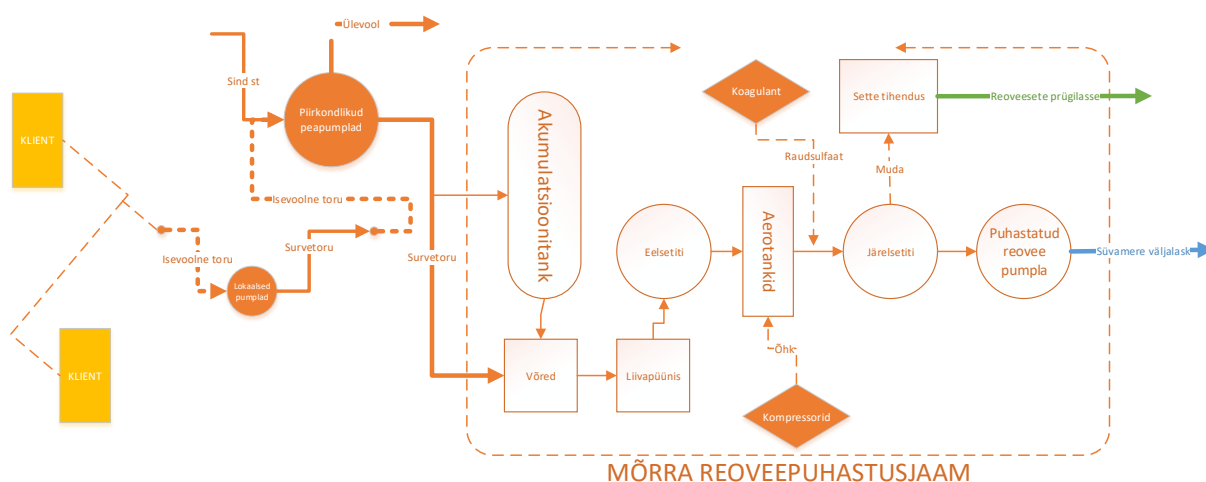 Ülevool
Sind st
Piirkondlikud
peapumplad
KLIENT
Isevoolne toru
Isevoolne toru
Survetoru
Survetoru
Lokaalsed
pumplad
KLIENT
Akumulatsioonitank
Võred
Liivapüünis
Eelsetiti
Aerotankid
Koagulant
Raudsulfaat
Õhk
Kompressorid
Sette tihendus
Reoveesete prügilasse
Muda
Järelsetiti
Puhastatud
reovee
pumpla
Süvamere väljalask
MÕRRA REOVEEPUHASTUSJAAM